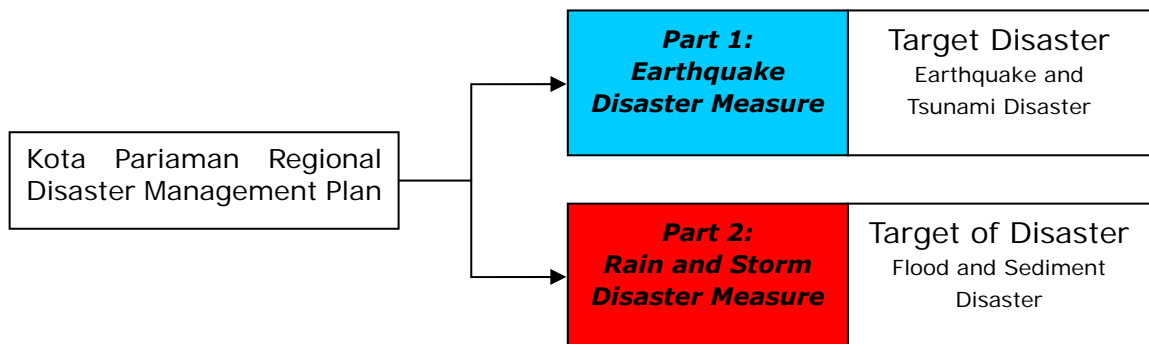 Kota Pariaman Regional
Disaster Management Plan
Part 1:
Earthquake
Disaster Measure
Target Disaster
Earthquake and
Tsunami Disaster
Part 2:
Rain and Storm
Disaster Measure
Target of Disaster
Flood and Sediment
Disaster